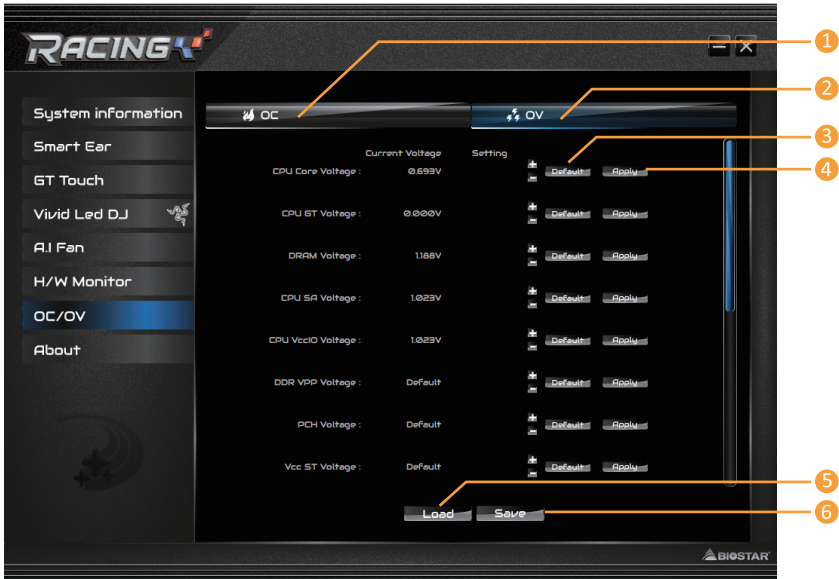 RACING
1
2
3
4
5
6
System information
Smart Ear
GT Touch
Vivid Led DJ
A.I Fan
H/W Monitor
OC/OV
About
OC
OV
Current Voltage Setting
CPU Core Voltage : 0.693V Default Apply
CPU GT Voltage : 0.000V Default Apply
DRAM Voltage : 1.188V Default Apply
CPU SA Voltage : 1.023V Default Apply
CPU VccIO Voltage : 1.023V Default Apply
DDR VPP Voltage : Default Default Apply
PCH Voltage : Default Default Apply
Vcc ST Voltage : Default Default Apply
Load Save
BIOSTAR